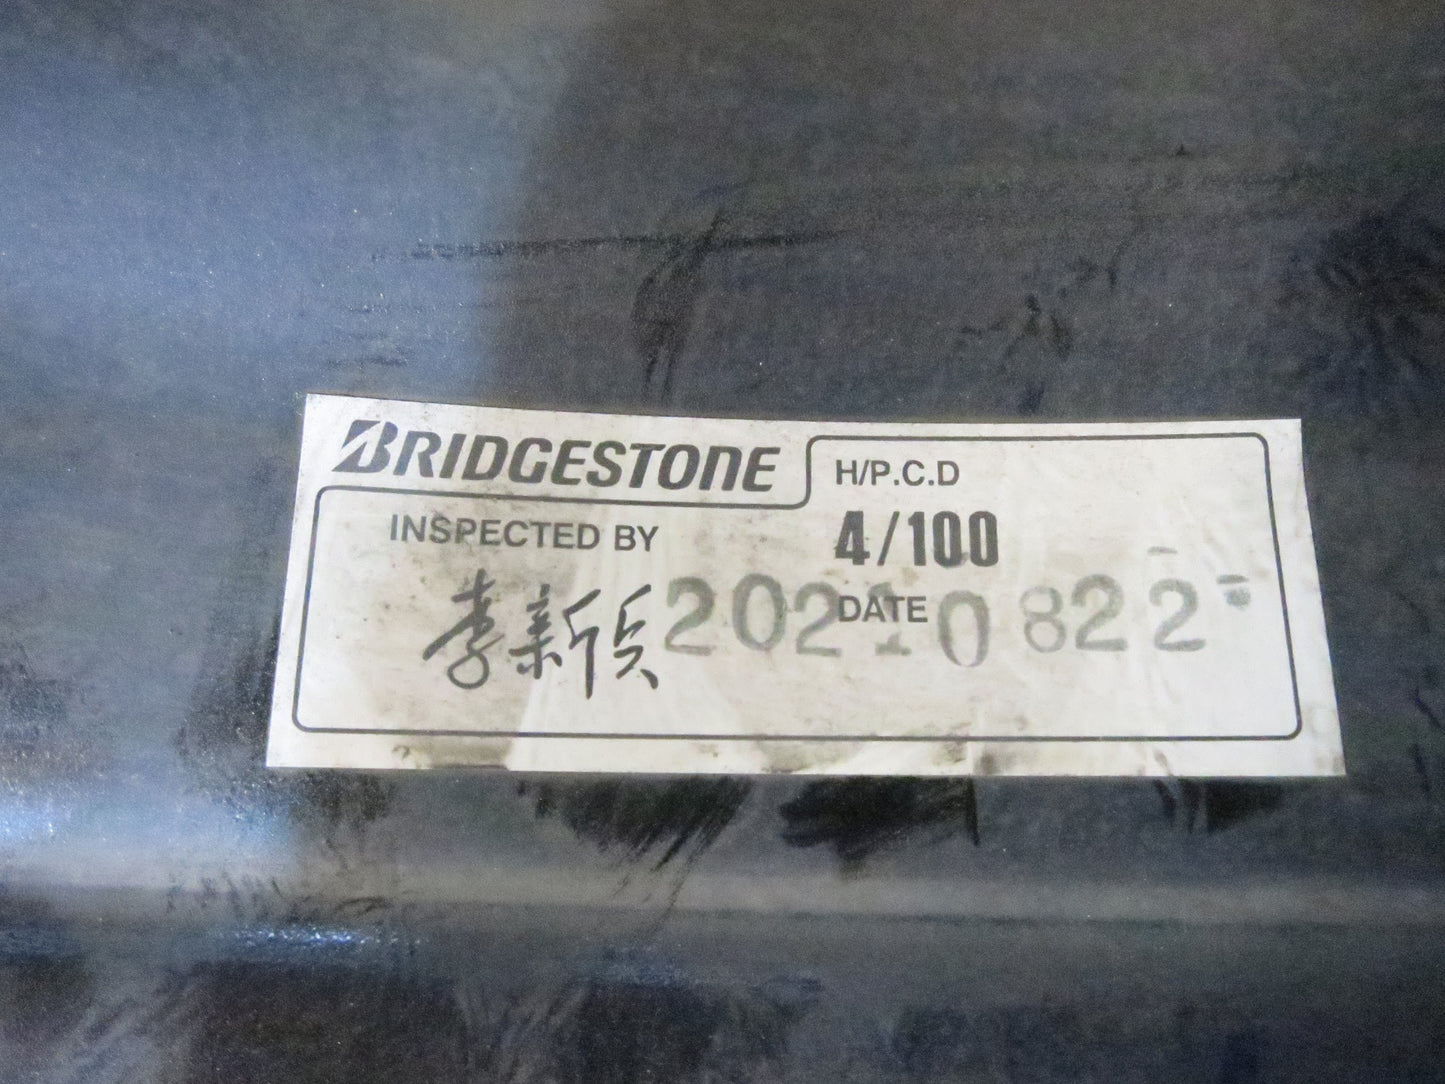 BRIDGESTONE
H/P.C.D
INSPECTED BY
4/100
DATE
李新兵 20210822